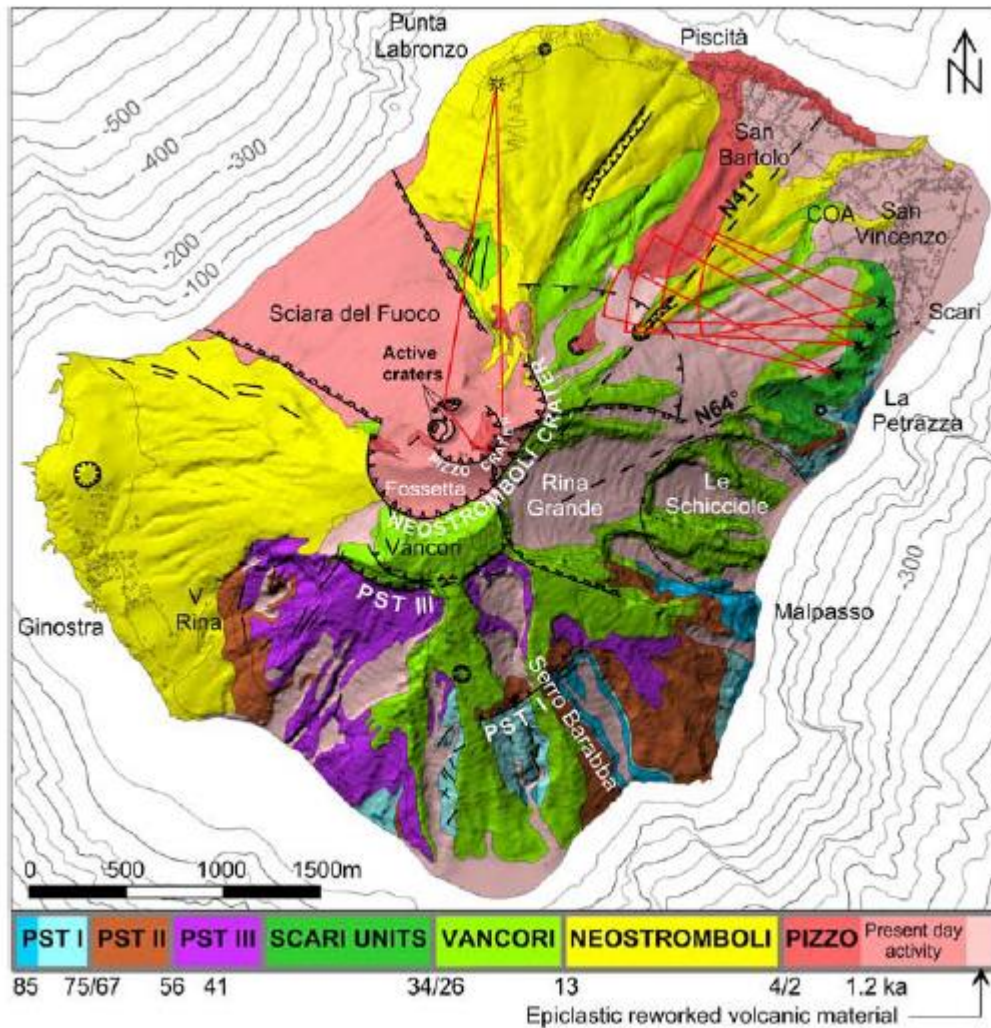 Punta
Labronzo
Piscità
N
-500
-400
-300
-200
-100
San
Bartolo
N41°
COA
San
Vincenzo
Scari
Sciara del Fuoco
Active
craters
La
Petrazza
N64°
PIZZO CRATER
NEOSTROMBOLI CRATER
Fossetta
Rina
Grande
Le
Schicciole
Vancori
-300
PST III
V
Rina
Ginostra
Malpasso
Serro Barabba
PST I
0 500 1000 1500m
PST I PST II PST III SCARI UNITS VANCORI NEOSTROMBOLI PIZZO Present day
activity
85 75/67 56 41 34/26 13 4/2 1.2 ka
Epiclastic reworked volcanic material